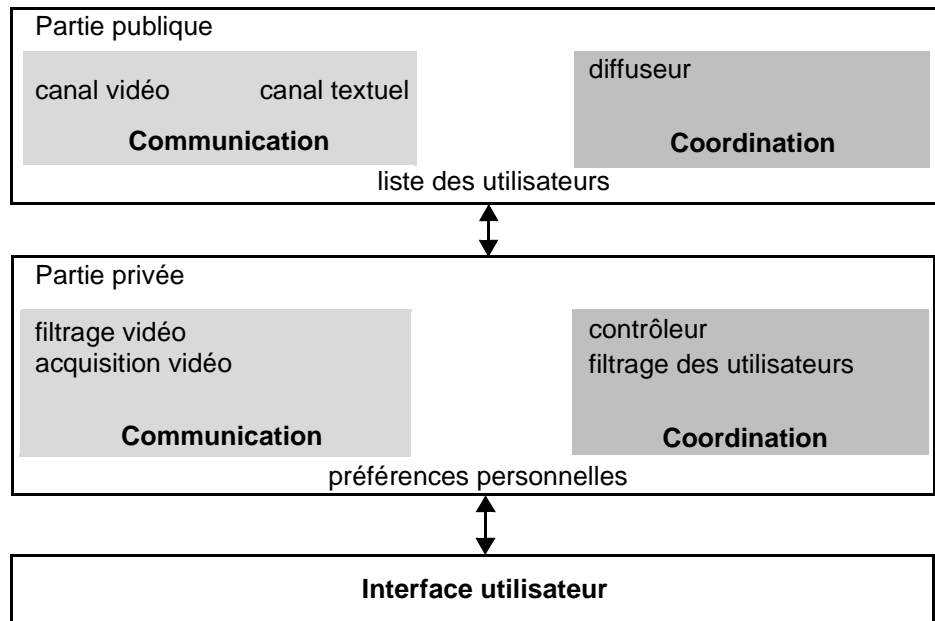 Partie publique
canal vidéo canal textuel
Communication
diffuseur
Coordination
liste des utilisateurs
Partie privée
filtrage vidéo
acquisition vidéo
Communication
contrôleur
filtrage des utilisateurs
Coordination
préférences personnelles
Interface utilisateur